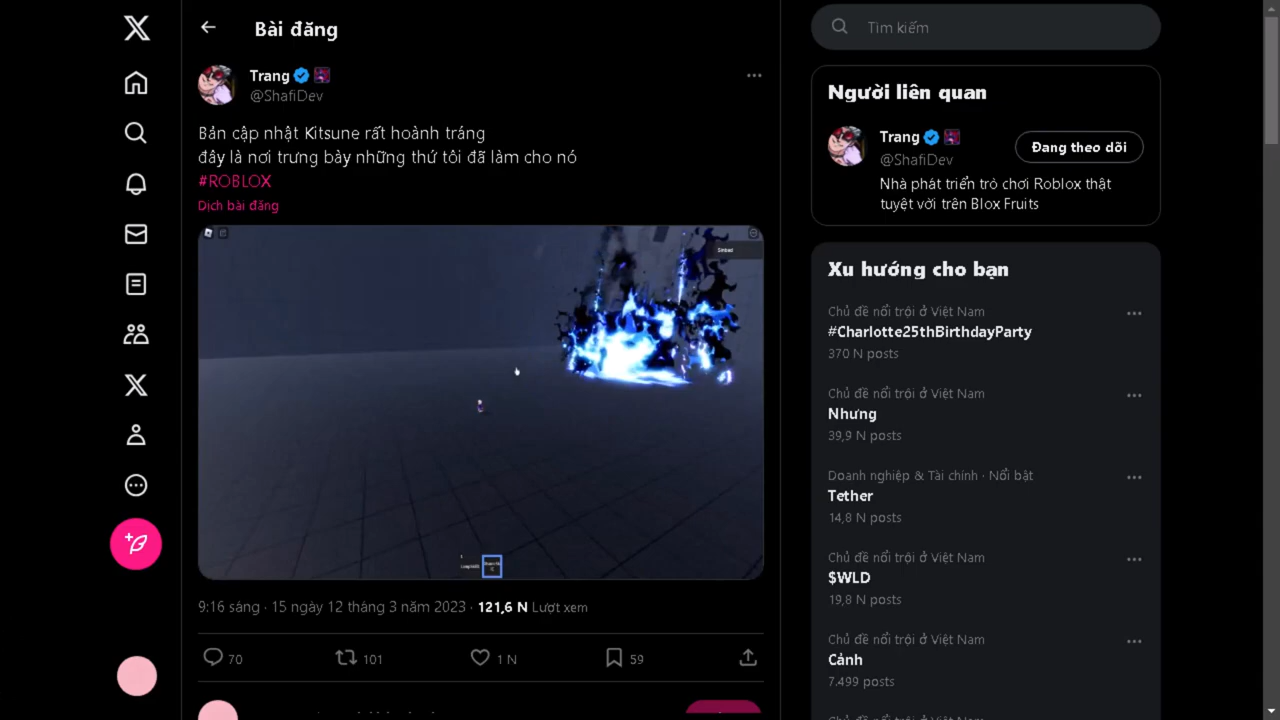 Bài đăng
Trang
@ShafiDev
Bản cập nhật Kitsune rất hoành tráng
đây là nơi trưng bày những thứ tôi đã làm cho nó
#ROBLOX
Dịch bài đăng
9:16 sáng · 15 ngày 12 tháng 3 năm 2023 · 121,6 N Lượt xem
70 101 1 N 59
Tìm kiếm
Người liên quan
Trang
@ShafiDev
Đang theo dõi
Nhà phát triển trò chơi Roblox thật
tuyệt vời trên Blox Fruits
Xu hướng cho bạn
Chủ đề nổi trội ở Việt Nam
#Charlotte25thBirthdayParty
370 N posts
Chủ đề nổi trội ở Việt Nam
Nhưng
39,9 N posts
Doanh nghiệp & Tài chính · Nổi bật
Tether
14,8 N posts
Chủ đề nổi trội ở Việt Nam
$WLD
19,8 N posts
Chủ đề nổi trội ở Việt Nam
Cảnh
7.499 posts